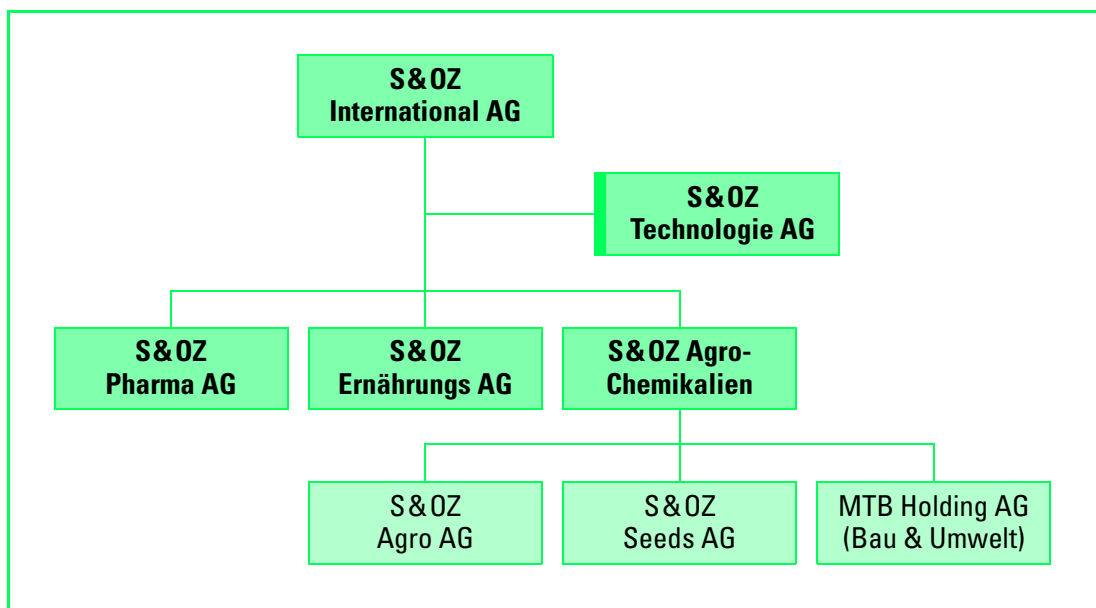 S&OZ
International AG
S&OZ
Technologie AG
S&OZ
Pharma AG
S&OZ
Ernährungs AG
S&OZ Agro-
Chemikalien
S&OZ
Agro AG
S&OZ
Seeds AG
MTB Holding AG
(Bau & Umwelt)